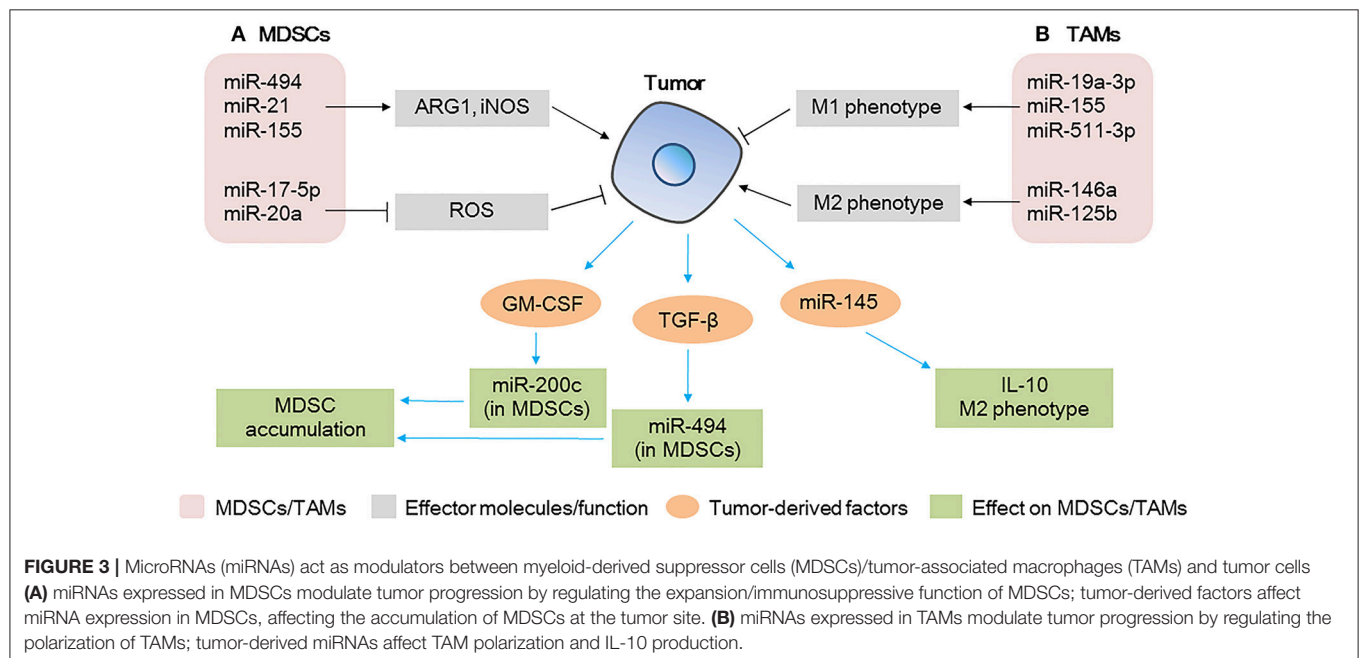 A MDSCs
miR-494
miR-21
miR-155
miR-17-5p
miR-20a
ARG1, iNOS
ROS
Tumor
M1 phenotype
M2 phenotype
B TAMs
miR-19a-3p
miR-155
miR-511-3p
miR-146a
miR-125b
GM-CSF
TGF-β
miR-145
MDSC
accumulation
miR-200c
(in MDSCs)
miR-494
(in MDSCs)
IL-10
M2 phenotype
MDSCs/TAMs
Effector molecules/function
Tumor-derived factors
Effect on MDSCs/TAMs
FIGURE 3 | MicroRNAs (miRNAs) act as modulators between myeloid-derived suppressor cells (MDSCs)/tumor-associated macrophages (TAMs) and tumor cells
(A) miRNAs expressed in MDSCs modulate tumor progression by regulating the expansion/immunosuppressive function of MDSCs; tumor-derived factors affect
miRNA expression in MDSCs, affecting the accumulation of MDSCs at the tumor site. (B) miRNAs expressed in TAMs modulate tumor progression by regulating the
polarization of TAMs; tumor-derived miRNAs affect TAM polarization and IL-10 production.